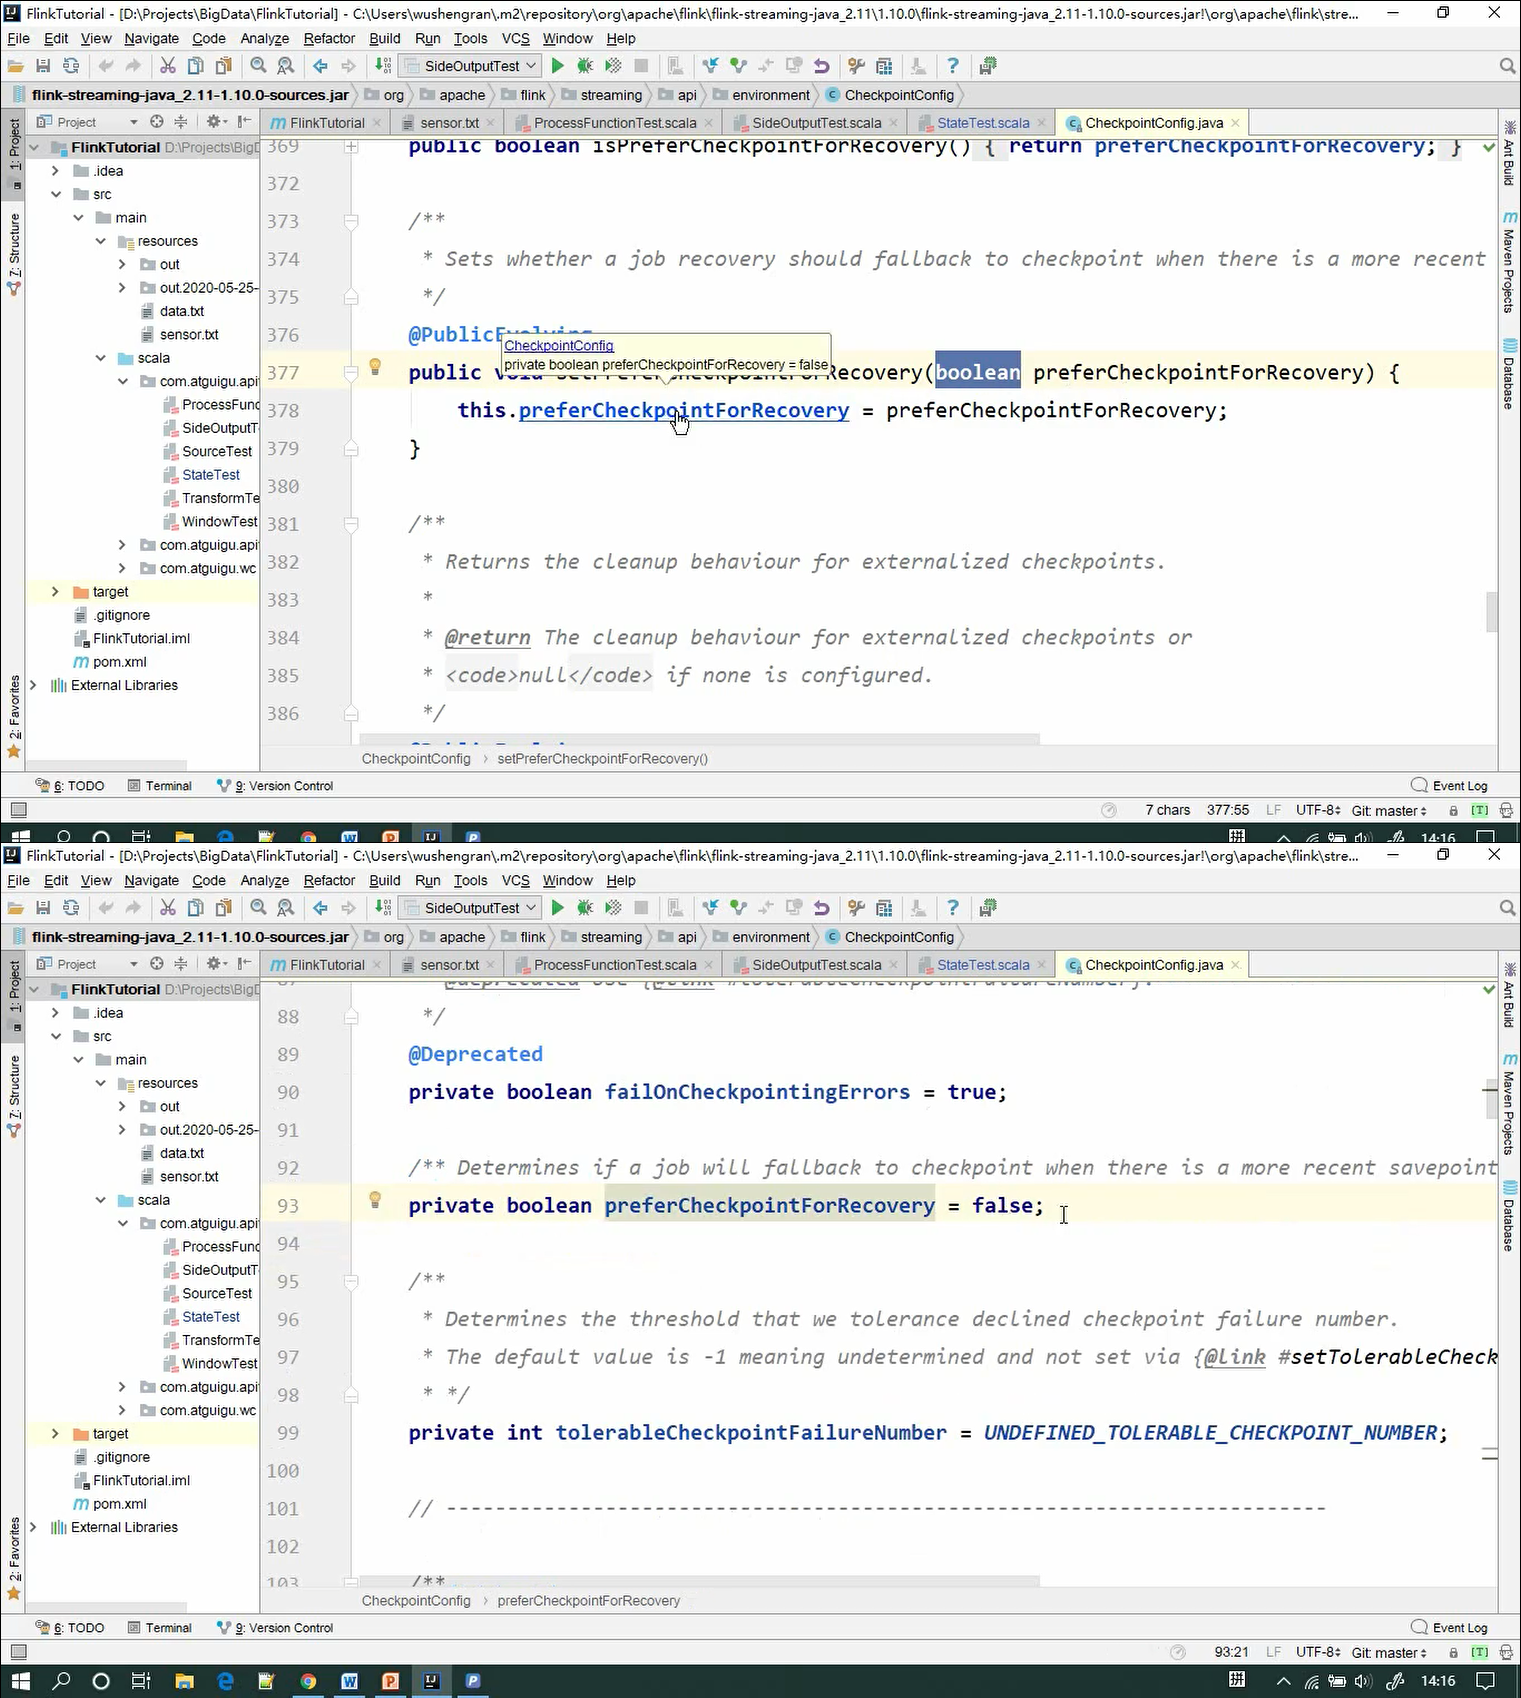 FlinkTutorial - [D:\Projects\BigData\FlinkTutorial] - C:\Users\wushengran\.m2\repository\org\apache\flink\flink-streaming-java_2.11\1.10.0\flink-streaming-java_2.11-1.10.0-sources.jar!\org\apache\flink\stre...
File Edit View Navigate Code Analyze Refactor Build Run Tools VCS Window Help
SideOutputTest
flink-streaming-java_2.11-1.10.0-sources.jar org apache flink streaming api environment CheckpointConfig
Project FlinkTutorial sensor.txt ProcessFunctionTest.scala SideOutputTest.scala StateTest.scala CheckpointConfig.java
1: Project
7: Structure
2: Favorites
FlinkTutorial D:\Projects\BigD
.idea
src
main
resources
out
out.2020-05-25-
data.txt
sensor.txt
scala
com.atguigu.api
ProcessFunc
SideOutputT
SourceTest
StateTest
TransformTe
WindowTest
com.atguigu.api
com.atguigu.wc
target
.gitignore
FlinkTutorial.iml
pom.xml
External Libraries
369 public boolean isPreferCheckpointForRecovery() { return preferCheckpointForRecovery; }
372
373 /**
374 * Sets whether a job recovery should fallback to checkpoint when there is a more recent
375 */
376 @PublicEvolving
CheckpointConfig
private boolean preferCheckpointForRecovery = false
377 public void setPreferCheckpointForRecovery(boolean preferCheckpointForRecovery) {
378 this.preferCheckpointForRecovery = preferCheckpointForRecovery;
379 }
380
381 /**
382 * Returns the cleanup behaviour for externalized checkpoints.
383 *
384 * @return The cleanup behaviour for externalized checkpoints or
385 * <code>null</code> if none is configured.
386 */
CheckpointConfig setPreferCheckpointForRecovery()
Ant Build
Maven Projects
Database
6: TODO Terminal 9: Version Control Event Log
7 chars 377:55 LF UTF-8 Git: master [T]
14:16
FlinkTutorial - [D:\Projects\BigData\FlinkTutorial] - C:\Users\wushengran\.m2\repository\org\apache\flink\flink-streaming-java_2.11\1.10.0\flink-streaming-java_2.11-1.10.0-sources.jar!\org\apache\flink\stre...
File Edit View Navigate Code Analyze Refactor Build Run Tools VCS Window Help
SideOutputTest
flink-streaming-java_2.11-1.10.0-sources.jar org apache flink streaming api environment CheckpointConfig
Project FlinkTutorial sensor.txt ProcessFunctionTest.scala SideOutputTest.scala StateTest.scala CheckpointConfig.java
1: Project
7: Structure
2: Favorites
FlinkTutorial D:\Projects\BigD
.idea
src
main
resources
out
out.2020-05-25-
data.txt
sensor.txt
scala
com.atguigu.api
ProcessFunc
SideOutputT
SourceTest
StateTest
TransformTe
WindowTest
com.atguigu.api
com.atguigu.wc
target
.gitignore
FlinkTutorial.iml
pom.xml
External Libraries
88 */
89 @Deprecated
90 private boolean failOnCheckpointingErrors = true;
91
92 /** Determines if a job will fallback to checkpoint when there is a more recent savepoint
93 private boolean preferCheckpointForRecovery = false;
94
95 /**
96 * Determines the threshold that we tolerance declined checkpoint failure number.
97 * The default value is -1 meaning undetermined and not set via {@link #setTolerableCheck
98 * */
99 private int tolerableCheckpointFailureNumber = UNDEFINED_TOLERABLE_CHECKPOINT_NUMBER;
100
101 // ------------------------------------------------------------------------
102
103 /**
CheckpointConfig preferCheckpointForRecovery
Ant Build
Maven Projects
Database
6: TODO Terminal 9: Version Control Event Log
93:21 LF UTF-8 Git: master [T]
拼 14:16